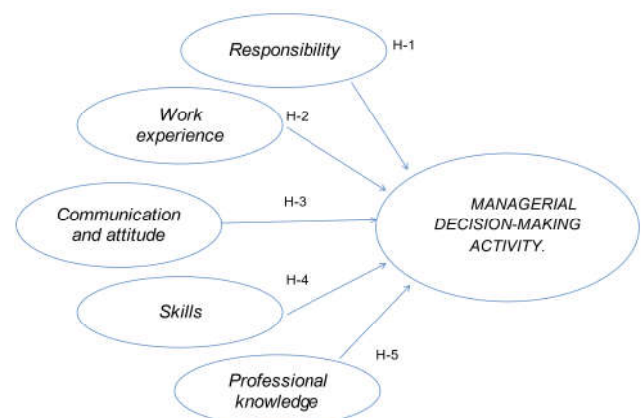 Responsibility
H-1
Work
experience
H-2
Communication
and attitude
H-3
MANAGERIAL
DECISION-MAKING
ACTIVITY.
Skills
H-4
Professional
knowledge
H-5